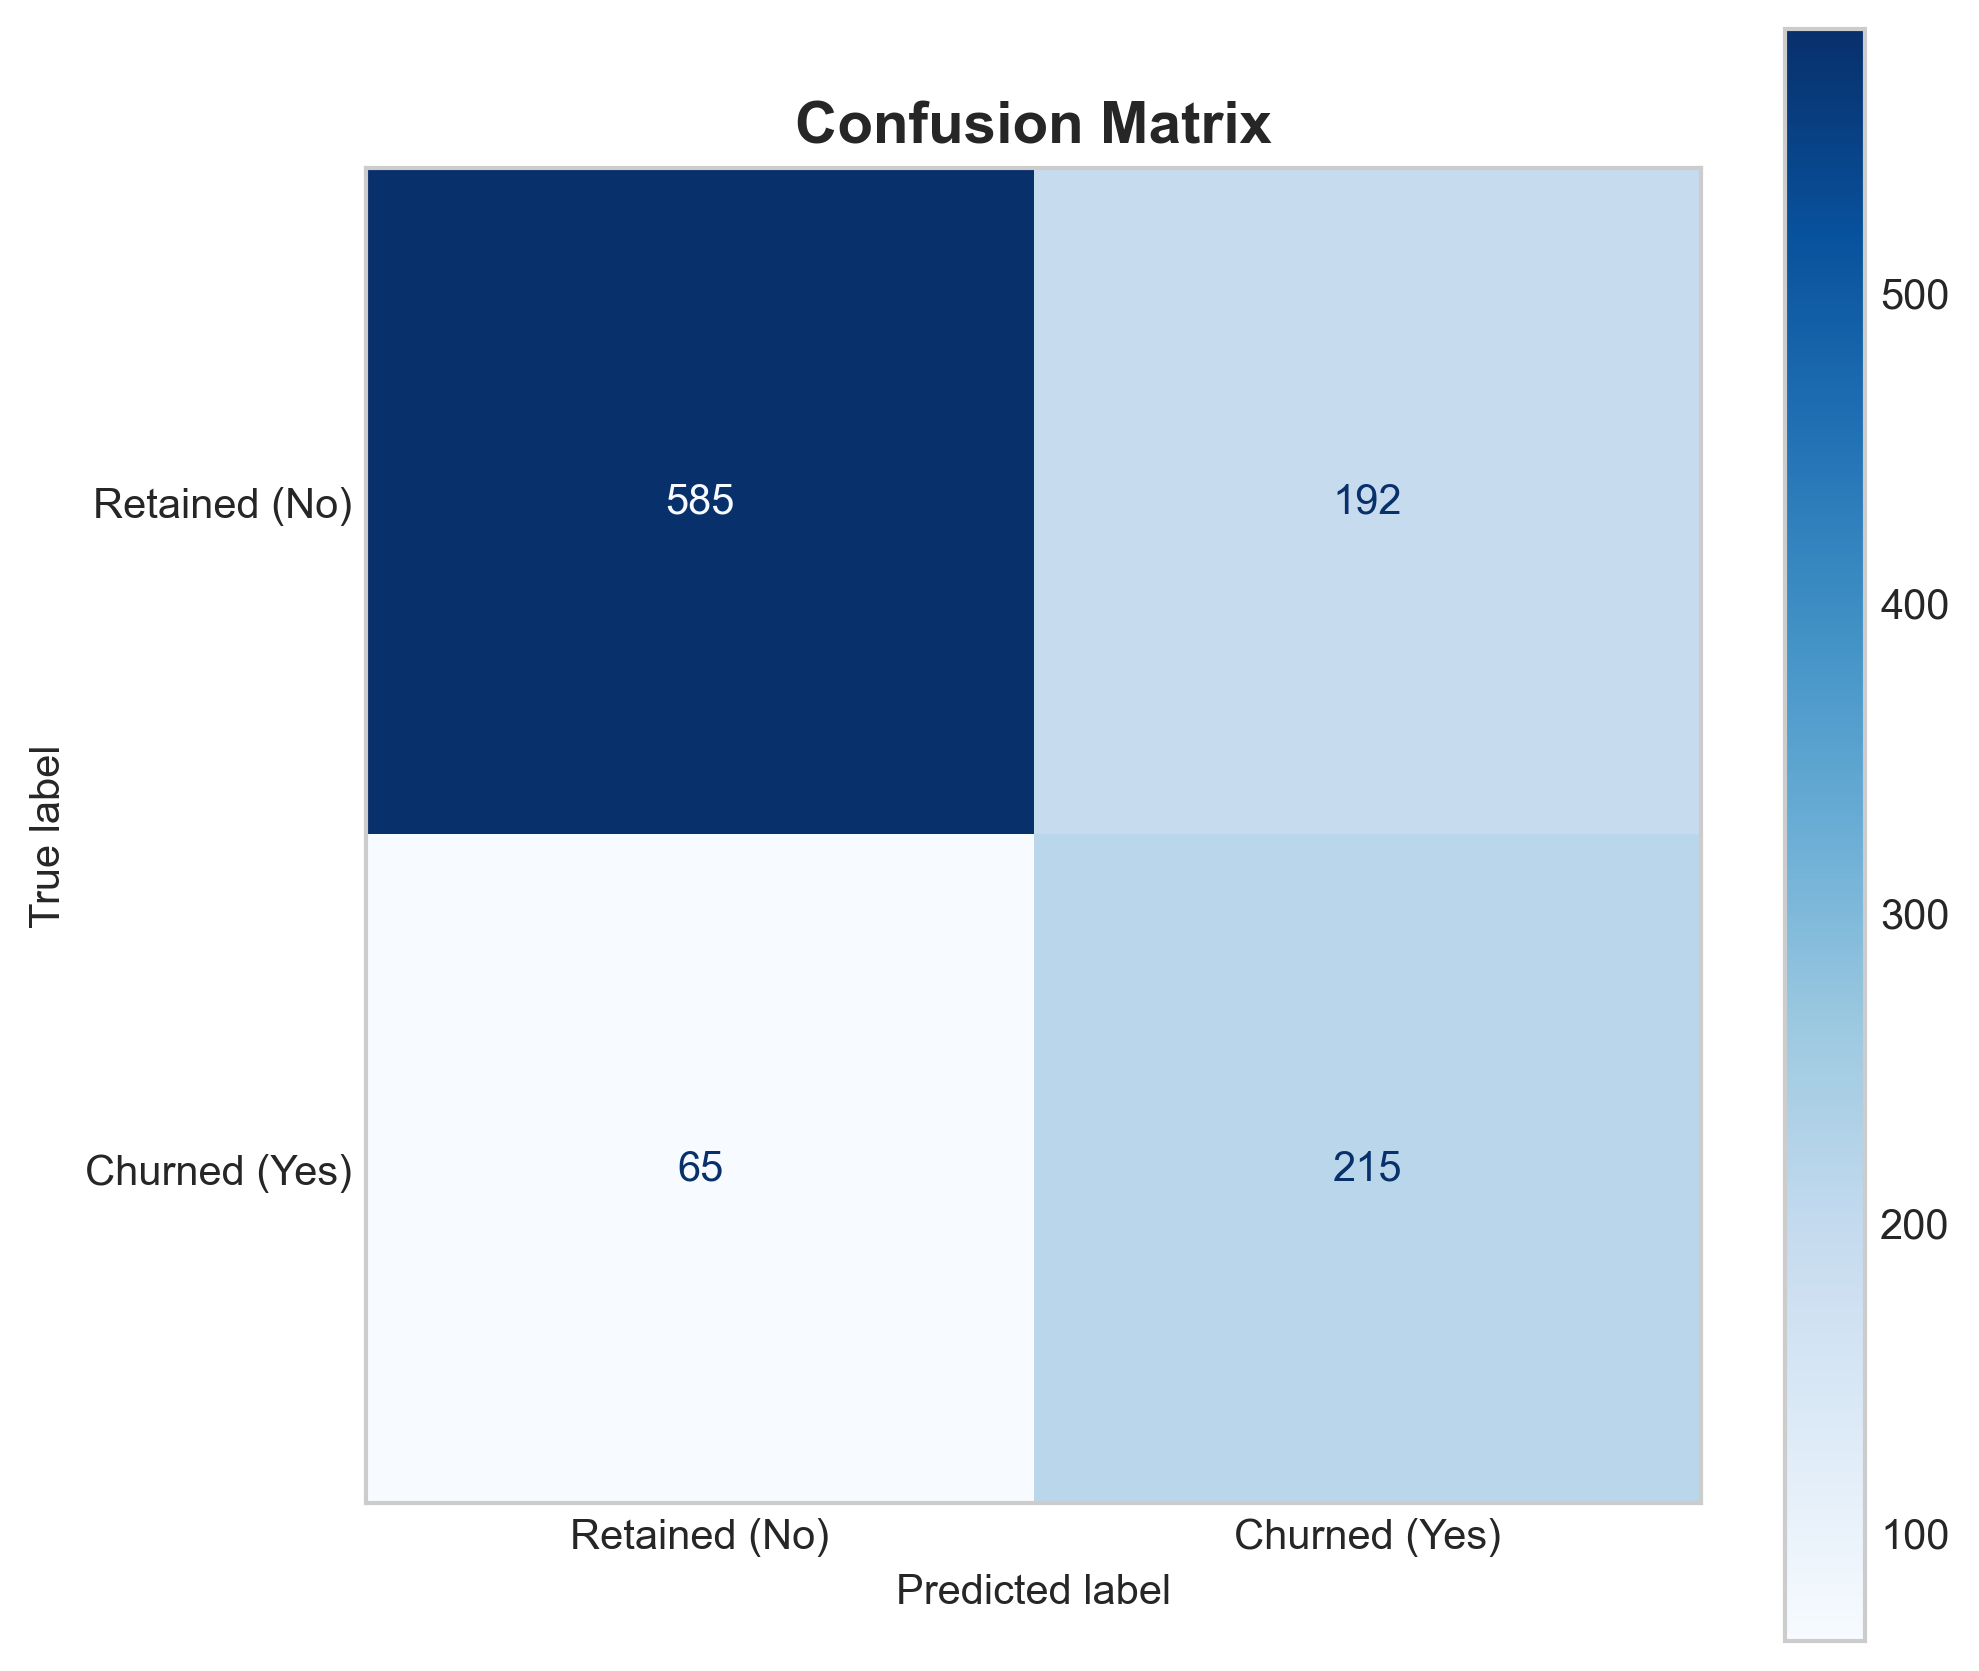 Confusion Matrix
True label
Retained (No)
Churned (Yes)
585
192
65
215
Retained (No)
Churned (Yes)
Predicted label
500
400
300
200
100